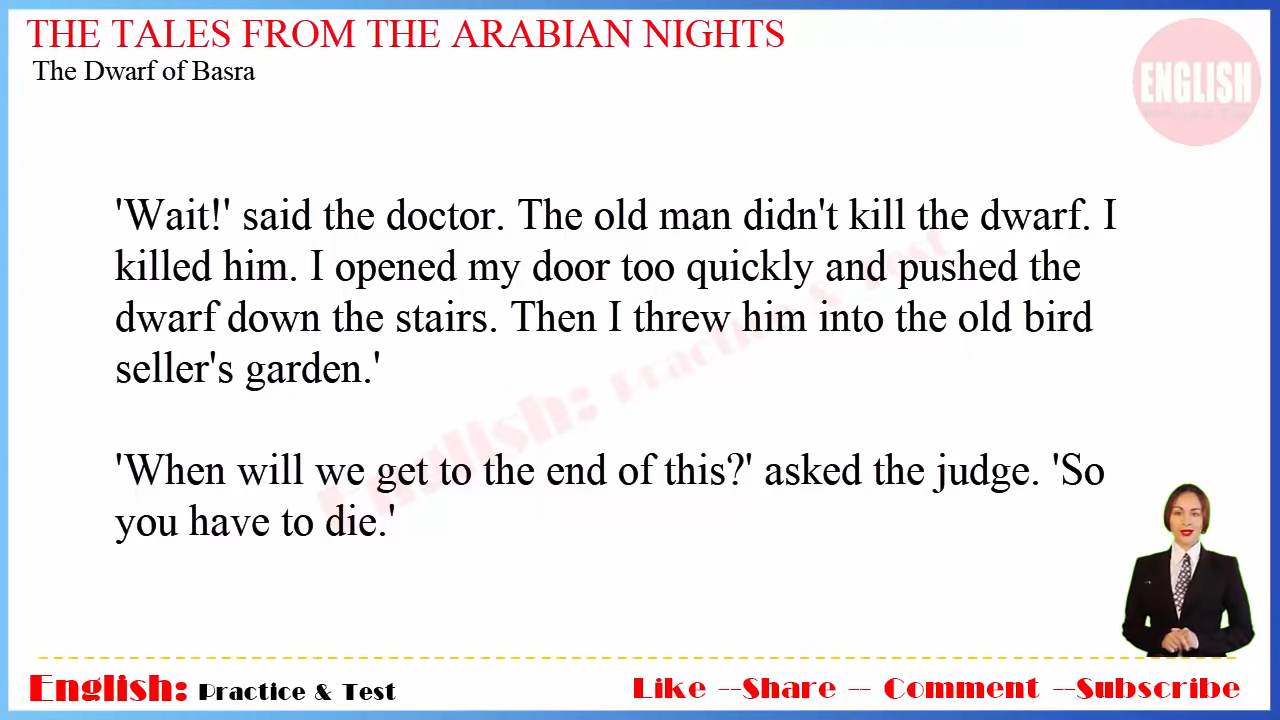 THE TALES FROM THE ARABIAN NIGHTS
The Dwarf of Basra
ENGLISH
'Wait!' said the doctor. The old man didn't kill the dwarf. I
killed him. I opened my door too quickly and pushed the
dwarf down the stairs. Then I threw him into the old bird
seller's garden.'
'When will we get to the end of this?' asked the judge. 'So
you have to die.'
English: Practice & Test
English: Practice & Test
Like --Share -- Comment --Subscribe